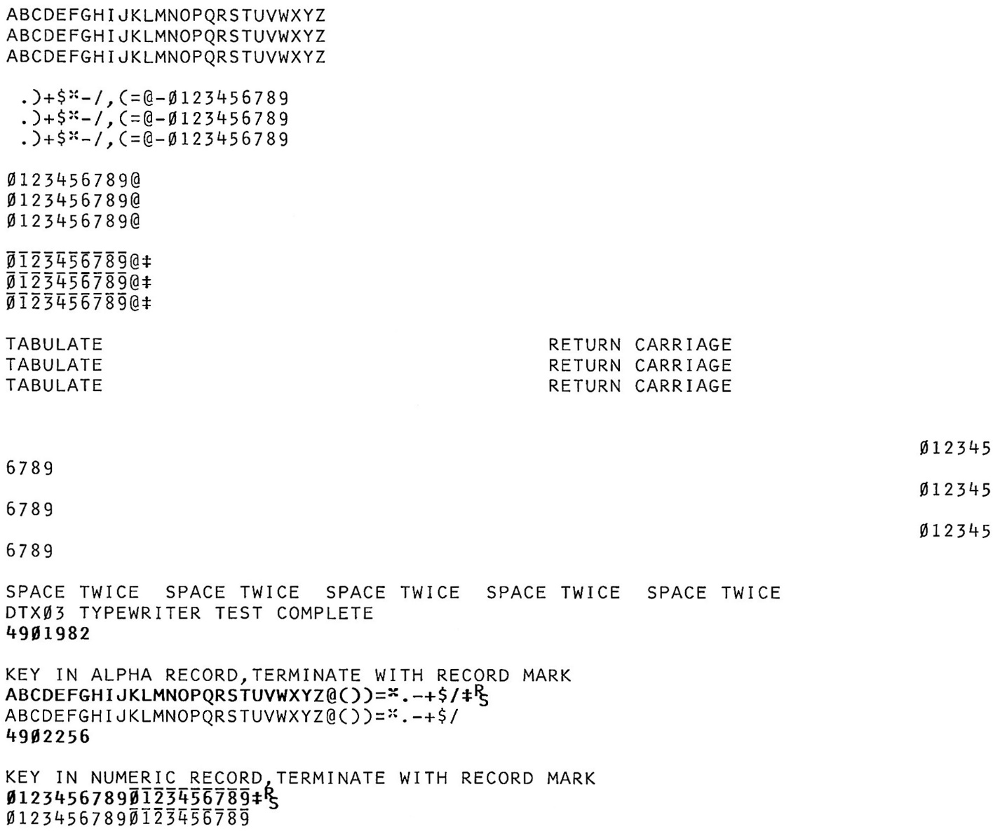 ABCDEFGHIJKLMNOPQRSTUVWXYZ
ABCDEFGHIJKLMNOPQRSTUVWXYZ
ABCDEFGHIJKLMNOPQRSTUVWXYZ
.)+$*-/,(=@-Ø123456789
.)+$*-/,(=@-Ø123456789
.)+$*-/,(=@-Ø123456789
Ø123456789@
Ø123456789@
Ø123456789@
Ø̅1̅2̅3̅4̅5̅6̅7̅8̅9̅@‡
Ø̅1̅2̅3̅4̅5̅6̅7̅8̅9̅@‡
Ø̅1̅2̅3̅4̅5̅6̅7̅8̅9̅@‡
TABULATE RETURN CARRIAGE
TABULATE RETURN CARRIAGE
TABULATE RETURN CARRIAGE
Ø12345
6789
Ø12345
6789
Ø12345
6789
SPACE TWICE  SPACE TWICE  SPACE TWICE  SPACE TWICE  SPACE TWICE
DTXØ3 TYPEWRITER TEST COMPLETE
49Ø1982
KEY IN ALPHA RECORD,TERMINATE WITH RECORD MARK
ABCDEFGHIJKLMNOPQRSTUVWXYZ@())=*.-+$/‡RS
ABCDEFGHIJKLMNOPQRSTUVWXYZ@())=*.-+$/
49Ø2256
KEY IN NUMERIC RECORD,TERMINATE WITH RECORD MARK
Ø123456789Ø̅1̅2̅3̅4̅5̅6̅7̅8̅9̅‡RS
Ø123456789Ø̅1̅2̅3̅4̅5̅6̅7̅8̅9̅